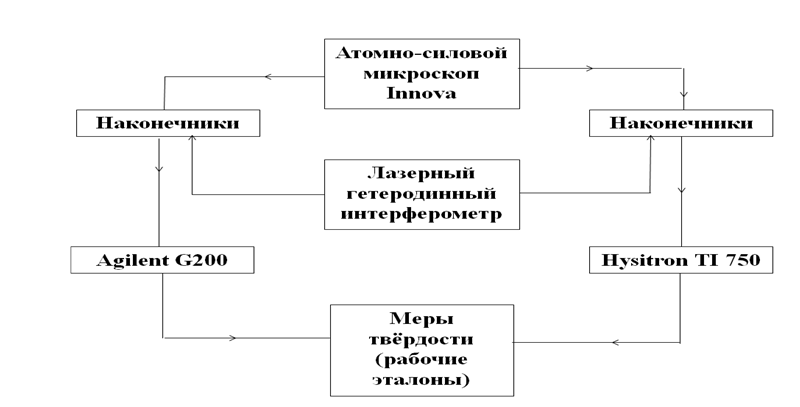 Атомно-силовой
микроскоп
Innova
Наконечники
Наконечники
Лазерный
гетеродинный
интерферометр
Agilent G200
Hysitron TI 750
Меры
твёрдости
(рабочие
эталоны)